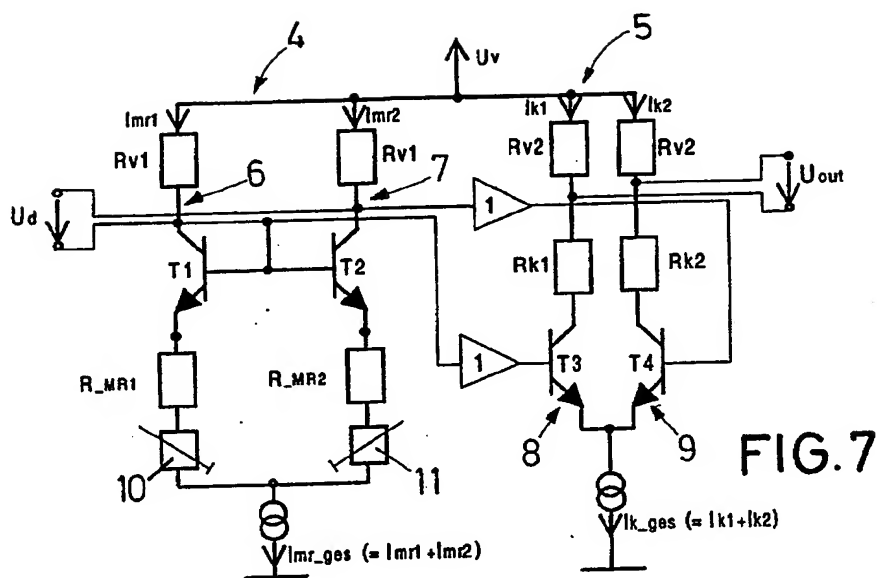 4
Uv
5
Imr1
Imr2
Ik1
Ik2
Rv1
Rv1
Rv2
Rv2
6
7
Ud
1
Uout
T1
T2
Rk1
Rk2
R_MR1
R_MR2
1
T3
T4
10
11
8
9
FIG.7
Imr_ges (= Imr1+Imr2)
Ik_ges (= Ik1+Ik2)